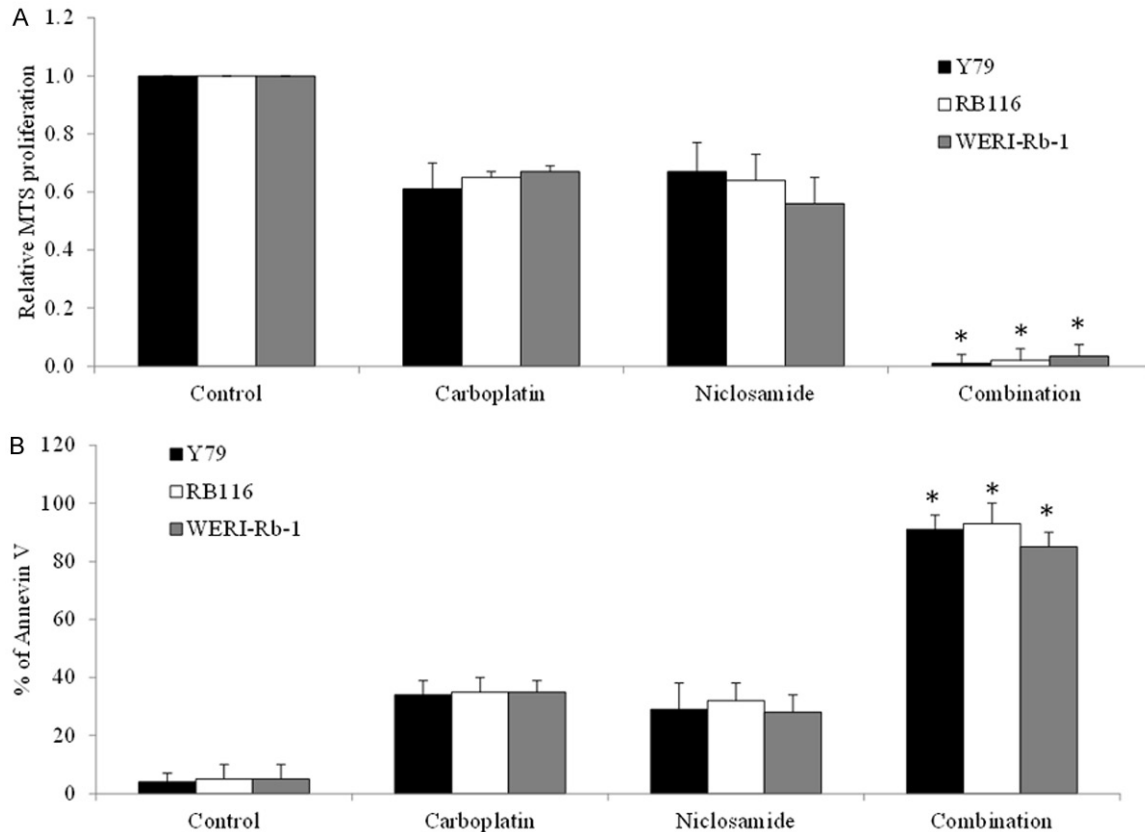 A
1.2
1.0
0.8
0.6
0.4
0.2
0.0
Relative MTS proliferation
Y79
RB116
WERI-Rb-1
* * *
Control Carboplatin Niclosamide Combination
B
120
100
80
60
40
20
0
% of Annevin V
Y79
RB116
WERI-Rb-1
* * *
Control Carboplatin Niclosamide Combination